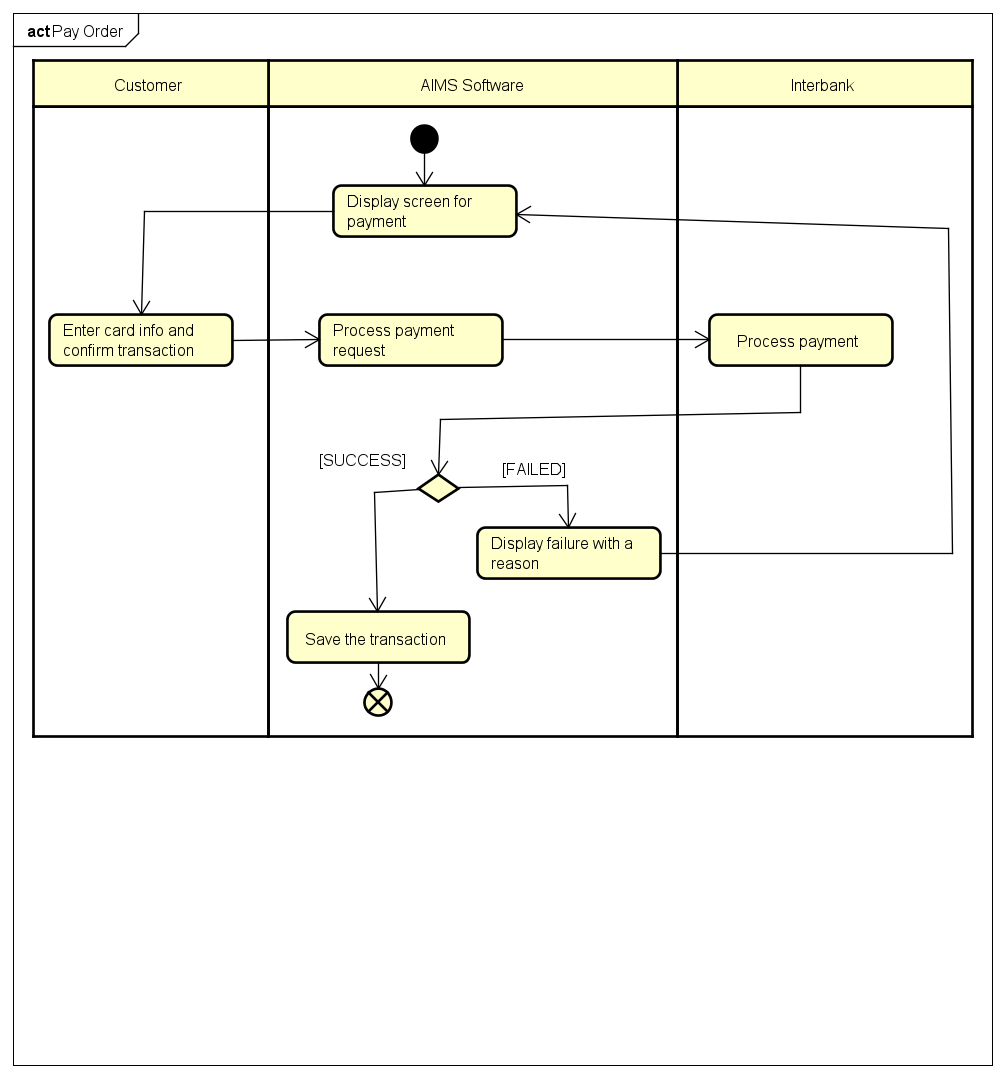 act Pay Order
Customer
AIMS Software
Interbank
Display screen for
payment
Enter card info and
confirm transaction
Process payment
request
Process payment
[SUCCESS]
[FAILED]
Display failure with a
reason
Save the transaction